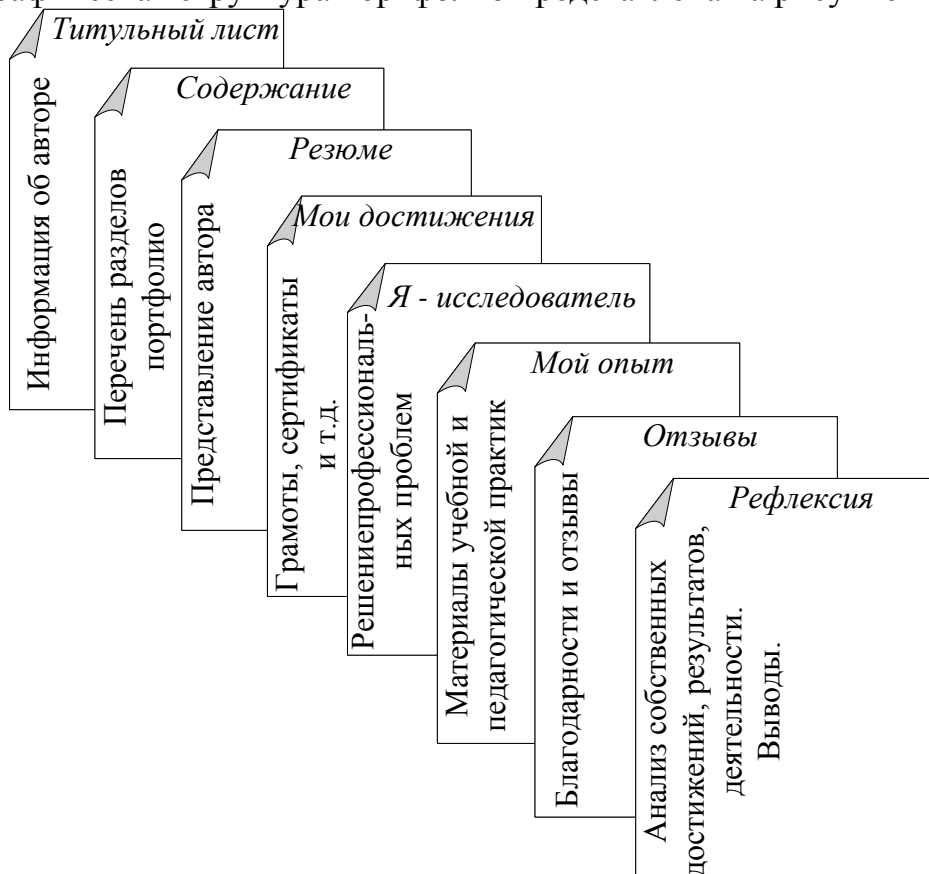 Титульный лист
Информация об авторе
Содержание
Перечень разделов
портфолио
Резюме
Представление автора
Мои достижения
Грамоты, сертификаты
и т.д.
Я - исследователь
Решениепрофессиональ-
ных проблем
Мой опыт
Материалы учебной и
педагогической практик
Отзывы
Благодарности и отзывы
Рефлексия
Анализ собственных
достижений, результатов,
деятельности.
Выводы.